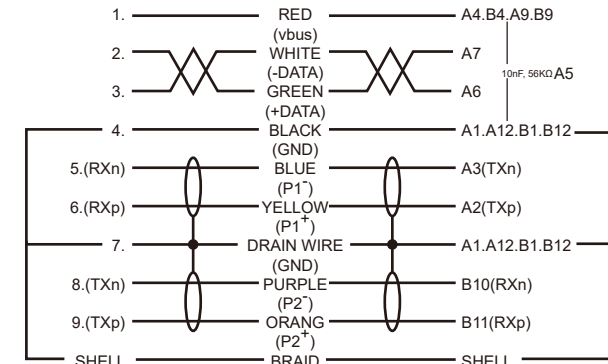 1. RED A4.B4.A9.B9
(vbus)
2. WHITE A7
(-DATA) 10nF, 56KΩ A5
3. GREEN A6
(+DATA)
4. BLACK A1.A12.B1.B12
(GND)
5.(RXn) BLUE A3(TXn)
(P1⁻)
6.(RXp) YELLOW A2(TXp)
(P1⁺)
7. DRAIN WIRE A1.A12.B1.B12
(GND)
8.(TXn) PURPLE B10(RXn)
(P2⁻)
9.(TXp) ORANG B11(RXp)
(P2⁺)
SHELL BRAID SHELL